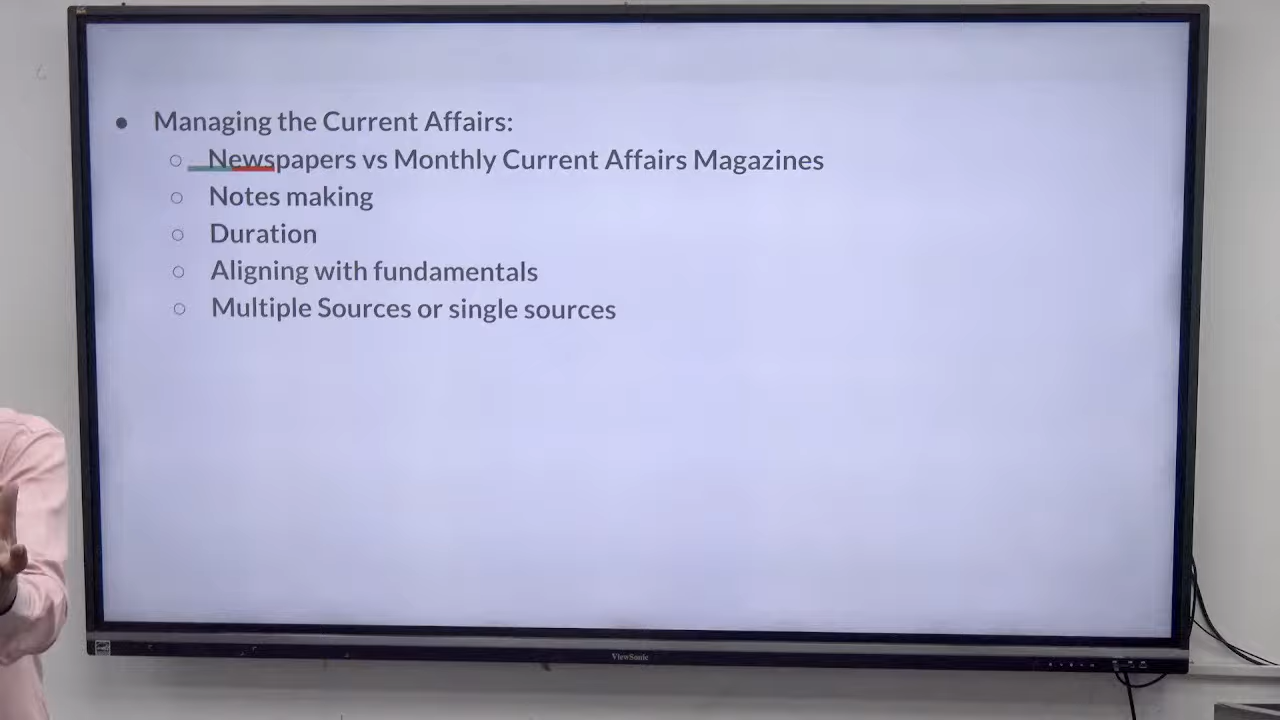 ● Managing the Current Affairs:
○ Newspapers vs Monthly Current Affairs Magazines
○ Notes making
○ Duration
○ Aligning with fundamentals
○ Multiple Sources or single sources
ViewSonic